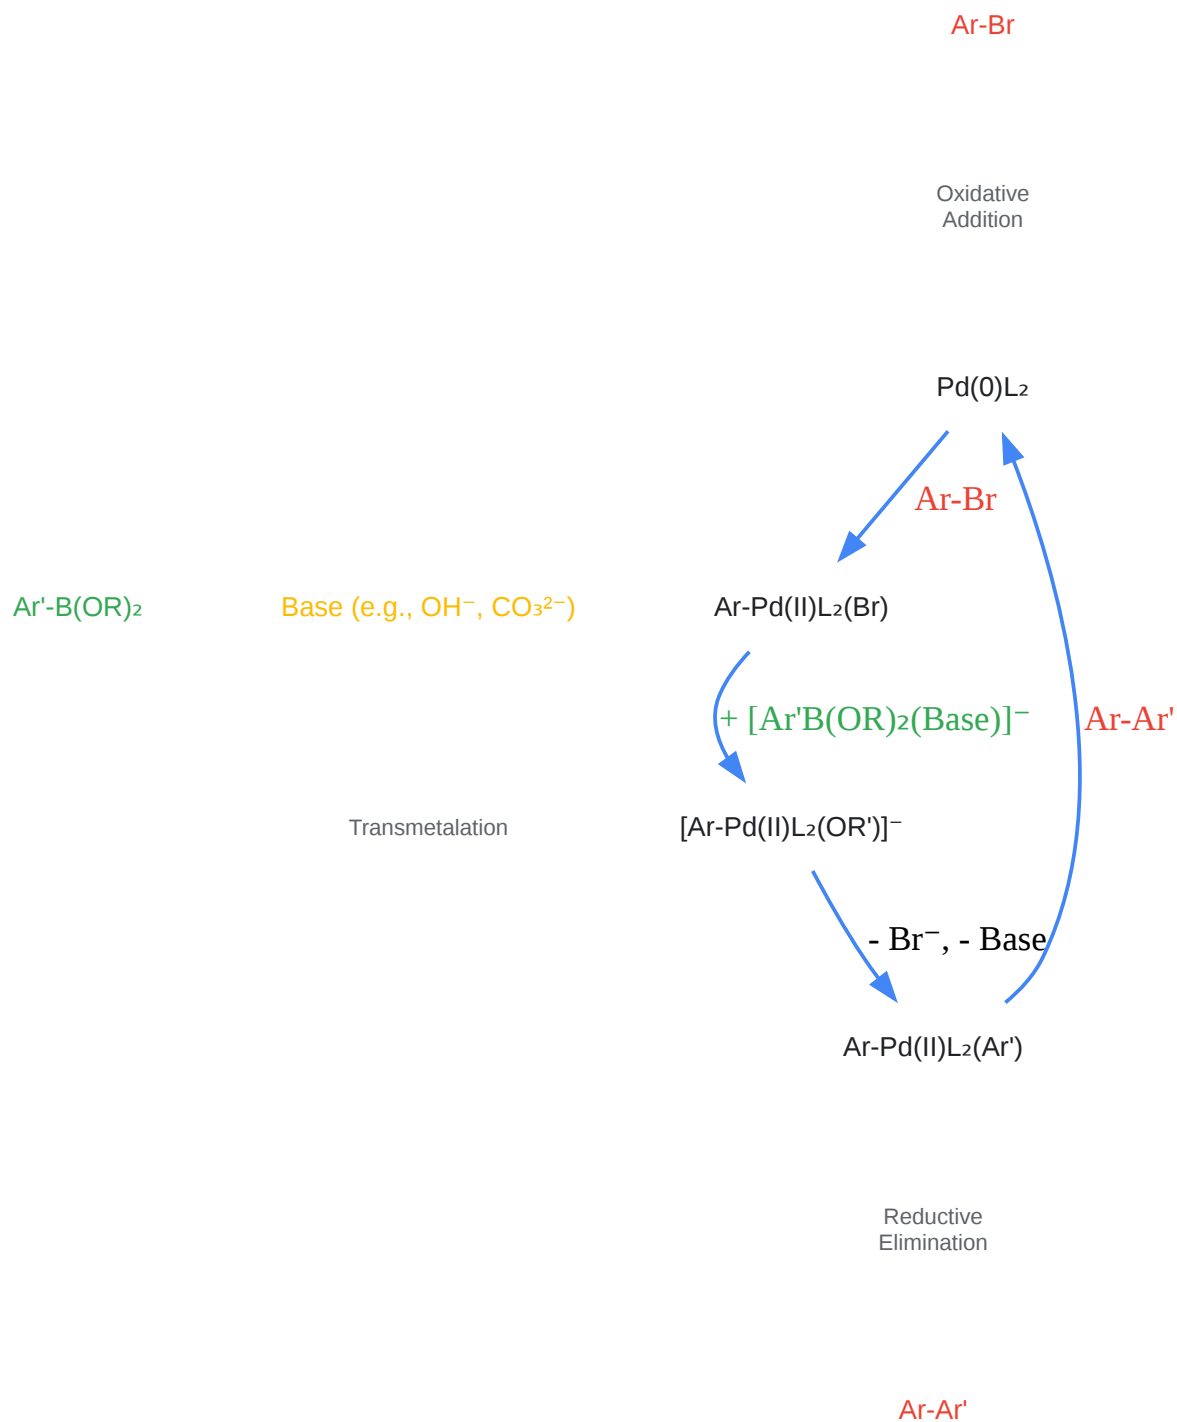 Ar-Br
Oxidative
Addition
Pd(0)L₂
Ar-Br
Ar'-B(OR)₂
Base (e.g., OH⁻, CO₃²⁻)
Ar-Pd(II)L₂(Br)
+ [Ar'B(OR)₂(Base)]⁻
Ar-Ar'
Transmetalation
[Ar-Pd(II)L₂(OR')]⁻
- Br⁻, - Base
Ar-Pd(II)L₂(Ar')
Reductive
Elimination
Ar-Ar'